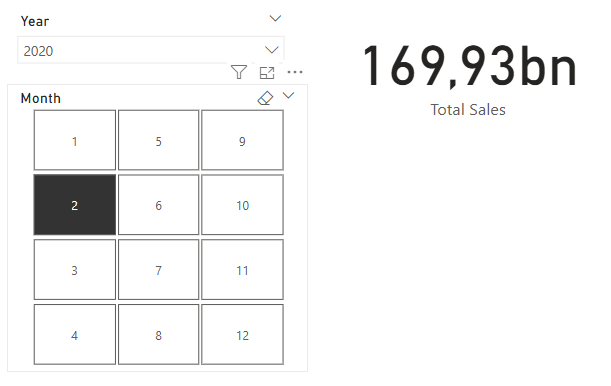 Year
2020
Month
1 5 9
2 6 10
3 7 11
4 8 12
169,93bn
Total Sales